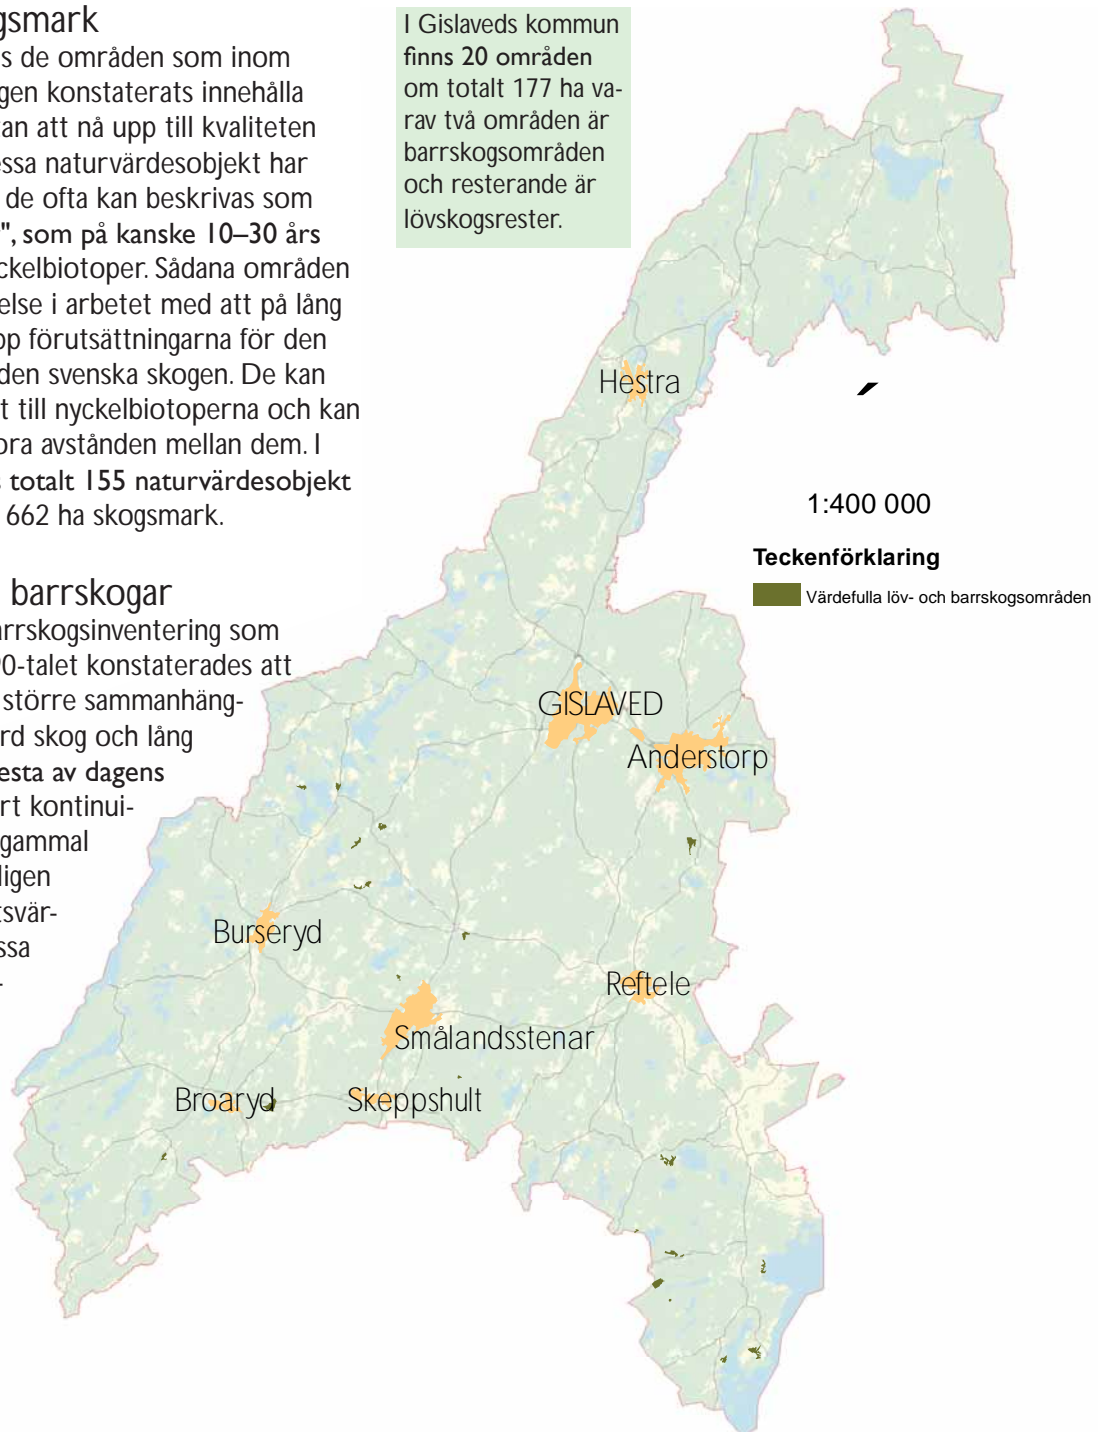 gsmark
s de områden som inom
gen konstaterats innehålla
tan att nå upp till kvaliteten
essa naturvärdesobjekt har
de ofta kan beskrivas som
", som på kanske 10–30 års
yckelbiotoper. Sådana områden
else i arbetet med att på lång
pp förutsättningarna för den
den svenska skogen. De kan
t till nyckelbiotoperna och kan
ora avstånden mellan dem. I
s totalt 155 naturvärdesobjekt
662 ha skogsmark.
barrskogar
arrskogsinventering som
90-talet konstaterades att
större sammanhäng-
rd skog och lång
esta av dagens
rt kontinui-
gammal
ligen
tsvär-
ssa
-
I Gislaveds kommun
finns 20 områden
om totalt 177 ha va-
rav två områden är
barrskogsområden
och resterande är
lövskogsrester.
Hestra
1:400 000
Teckenförklaring
Värdefulla löv- och barrskogsområden
GISLAVED
Anderstorp
Burseryd
Reftele
Smålandsstenar
Broaryd
Skeppshult